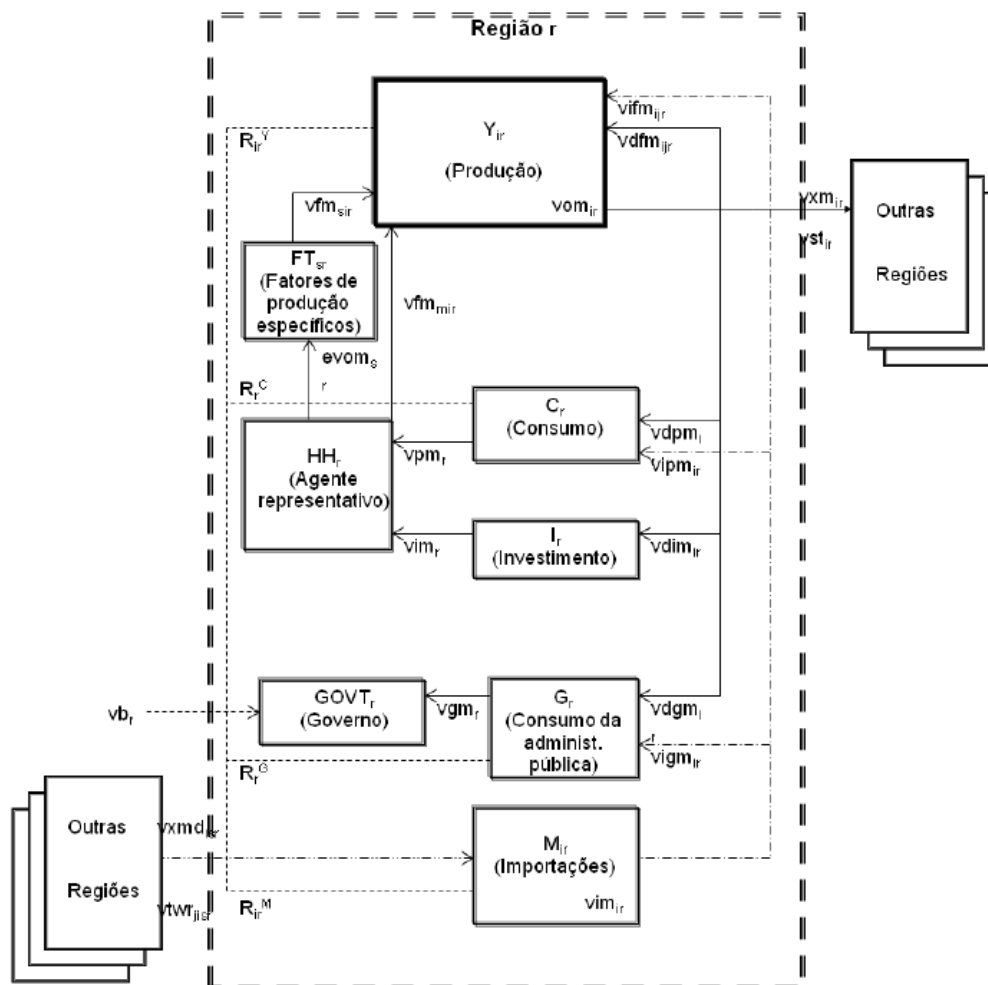 Região r
Y_ir
(Produção)
vom_ir
vifm_ijr
vdfm_ijr
R_ir^Y
vfm_sir
FT_sr
(Fatores de
produção
específicos)
vfm_mir
evom_s
r
vxm_ir
vst_ir
Outras
Regiões
R_r^C
C_r
(Consumo)
vdpm_i
vipm_ir
HH_r
(Agente
representativo)
vpm_r
vim_r
I_r
(Investimento)
vdim_ir
vb_r
GOVT_r
(Governo)
vgm_r
G_r
(Consumo da
administ.
pública)
vdgm_i
r
vigm_ir
R_r^G
Outras
Regiões
vxmd_isr
vtwr_jisr
M_ir
(Importações)
vim_ir
R_ir^M